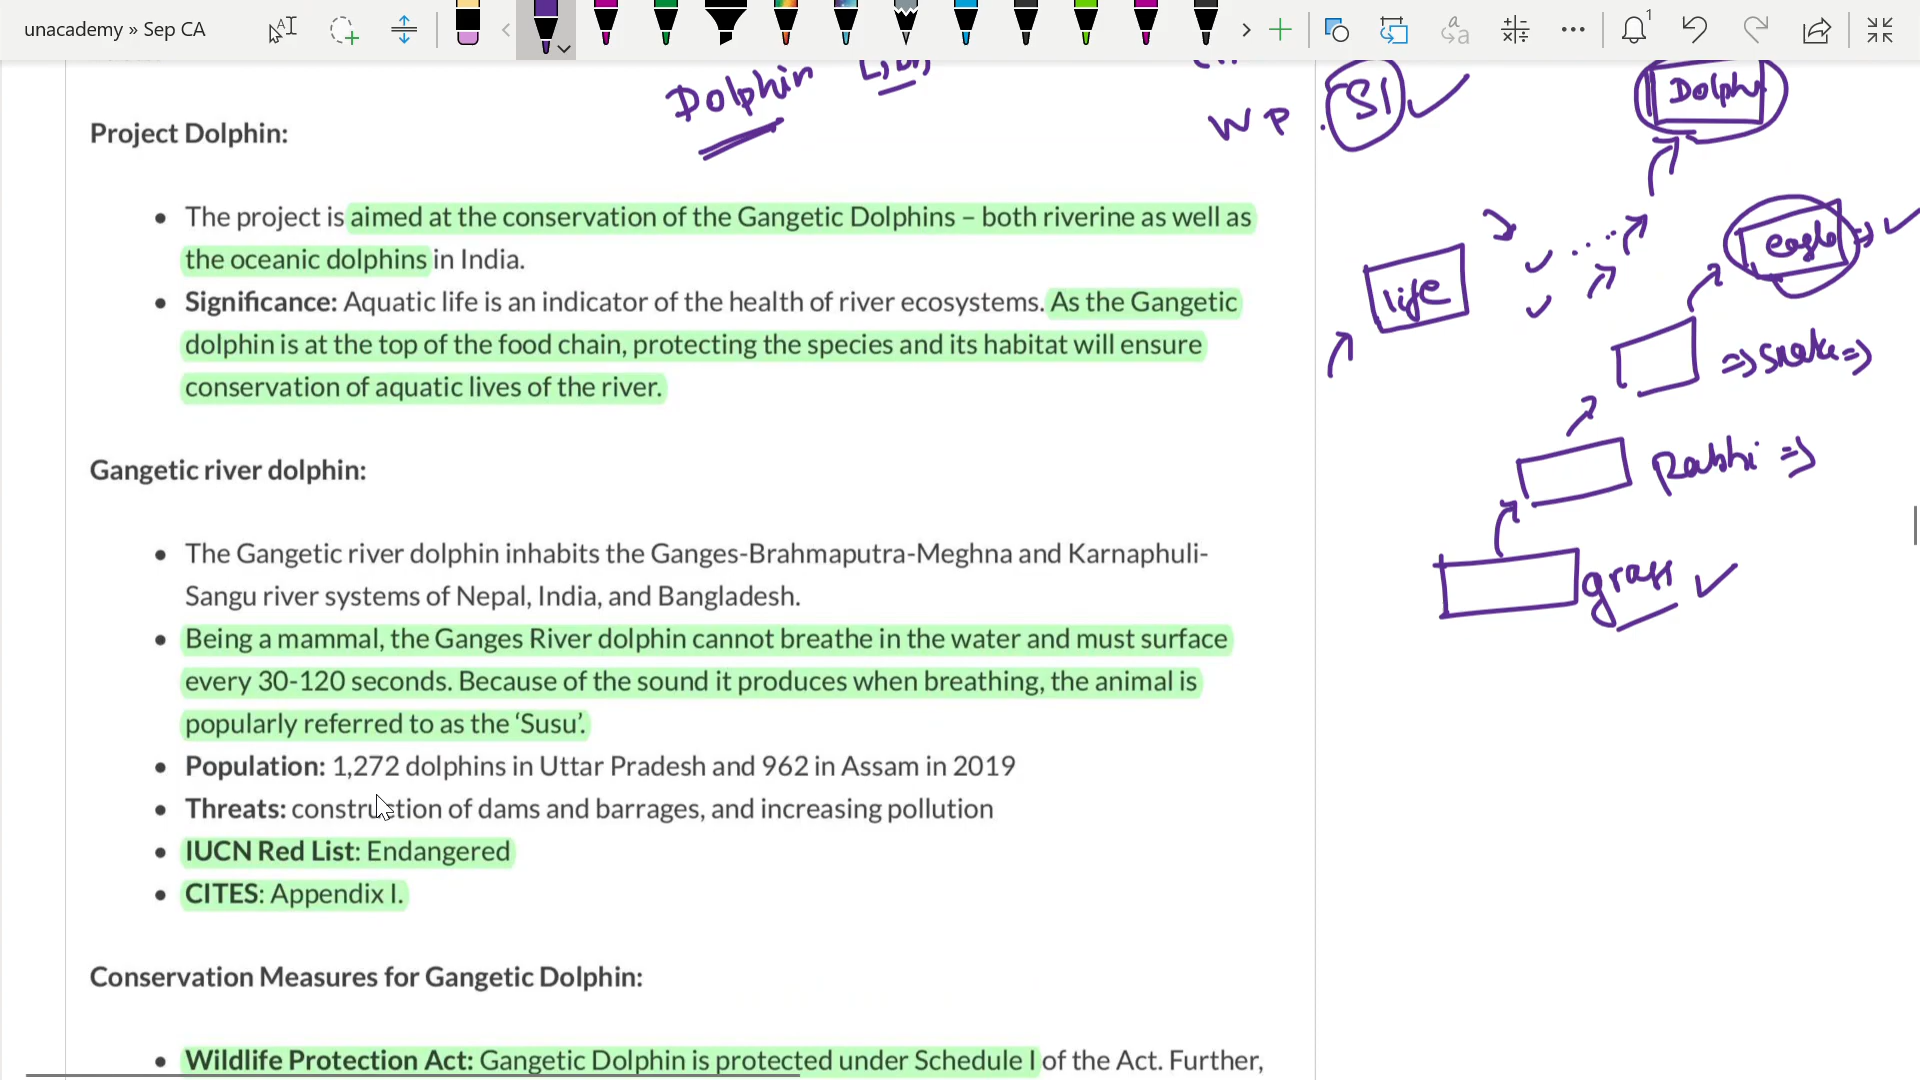 unacademy » Sep CA
1
Dolphin
W P.
S1
Dolphi
Project Dolphin:
• The project is aimed at the conservation of the Gangetic Dolphins – both riverine as well as
the oceanic dolphins in India.
• Significance: Aquatic life is an indicator of the health of river ecosystems. As the Gangetic
dolphin is at the top of the food chain, protecting the species and its habitat will ensure
conservation of aquatic lives of the river.
life
eagle
snake
Rabbi
grass
Gangetic river dolphin:
• The Gangetic river dolphin inhabits the Ganges-Brahmaputra-Meghna and Karnaphuli-
Sangu river systems of Nepal, India, and Bangladesh.
• Being a mammal, the Ganges River dolphin cannot breathe in the water and must surface
every 30-120 seconds. Because of the sound it produces when breathing, the animal is
popularly referred to as the ‘Susu’.
• Population: 1,272 dolphins in Uttar Pradesh and 962 in Assam in 2019
• Threats: construction of dams and barrages, and increasing pollution
• IUCN Red List: Endangered
• CITES: Appendix I.
Conservation Measures for Gangetic Dolphin:
• Wildlife Protection Act: Gangetic Dolphin is protected under Schedule I of the Act. Further,